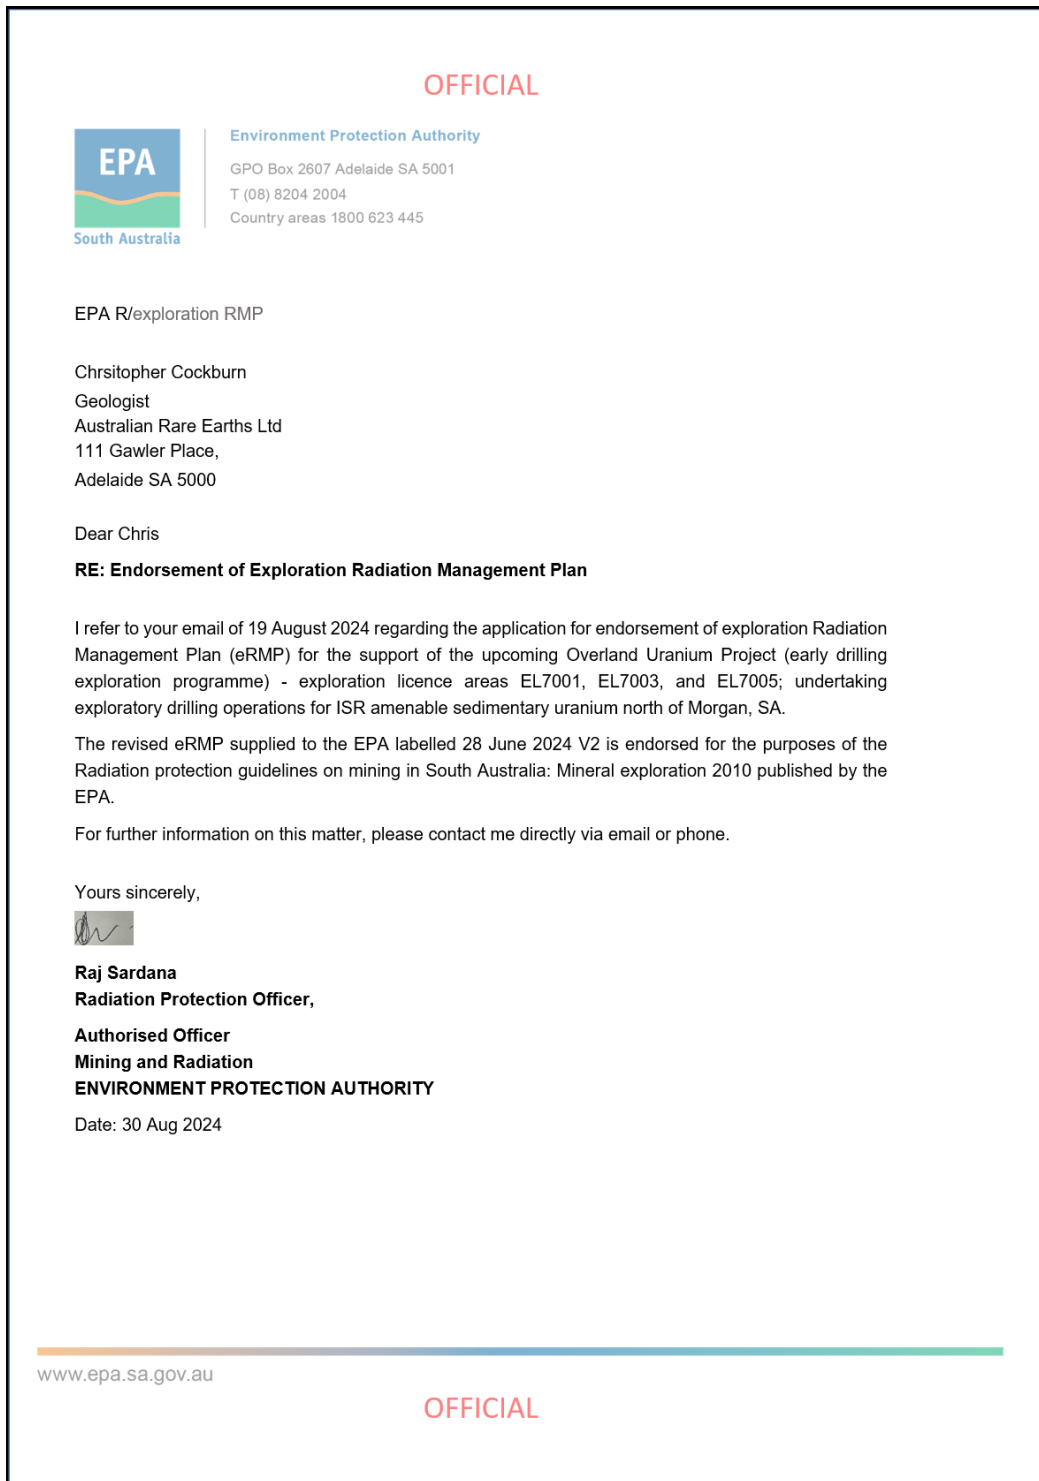 OFFICIAL
EPA
South Australia
Environment Protection Authority
GPO Box 2607 Adelaide SA 5001
T (08) 8204 2004
Country areas 1800 623 445
EPA R/exploration RMP
Chrsitopher Cockburn
Geologist
Australian Rare Earths Ltd
111 Gawler Place,
Adelaide SA 5000
Dear Chris
RE: Endorsement of Exploration Radiation Management Plan
I refer to your email of 19 August 2024 regarding the application for endorsement of exploration Radiation
Management Plan (eRMP) for the support of the upcoming Overland Uranium Project (early drilling
exploration programme) - exploration licence areas EL7001, EL7003, and EL7005; undertaking
exploratory drilling operations for ISR amenable sedimentary uranium north of Morgan, SA.
The revised eRMP supplied to the EPA labelled 28 June 2024 V2 is endorsed for the purposes of the
Radiation protection guidelines on mining in South Australia: Mineral exploration 2010 published by the
EPA.
For further information on this matter, please contact me directly via email or phone.
Yours sincerely,
Raj Sardana
Radiation Protection Officer,
Authorised Officer
Mining and Radiation
ENVIRONMENT PROTECTION AUTHORITY
Date: 30 Aug 2024
www.epa.sa.gov.au
OFFICIAL